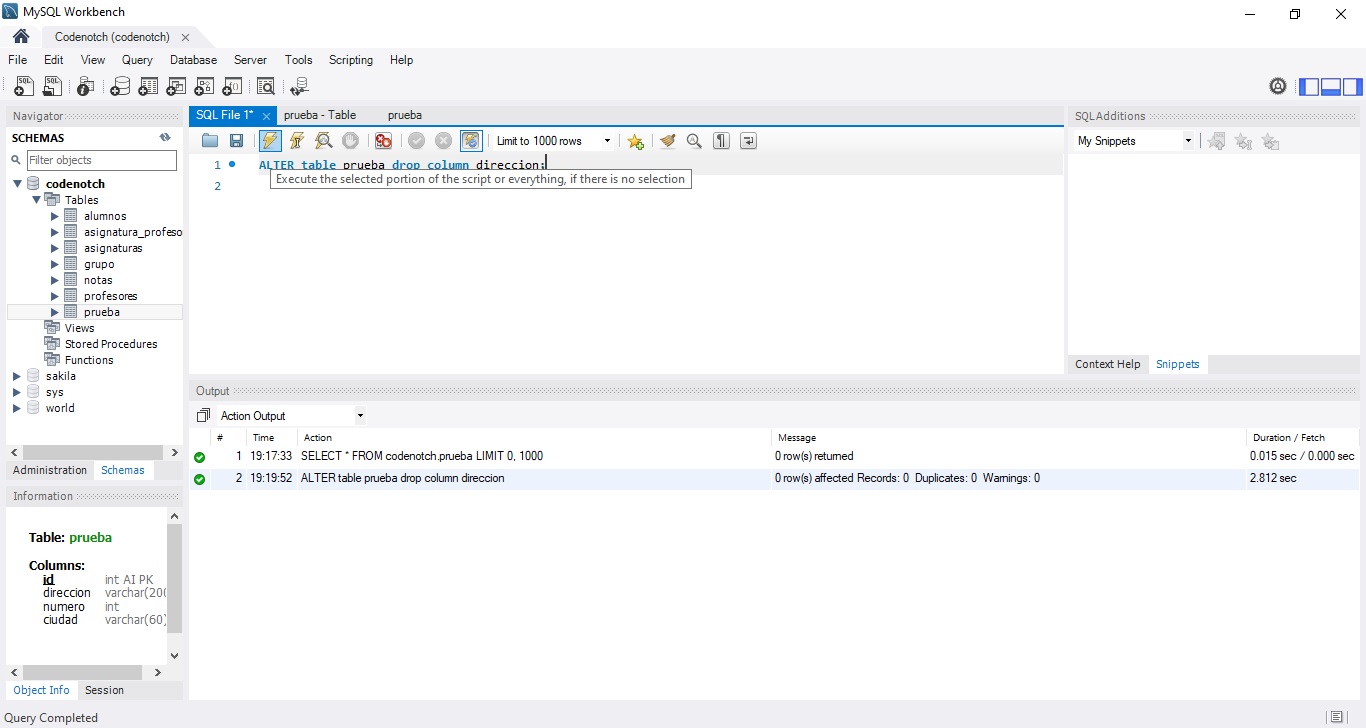 MySQL Workbench
Codenotch (codenotch)
File Edit View Query Database Server Tools Scripting Help
Navigator
SCHEMAS
Filter objects
codenotch
Tables
alumnos
asignatura_profeso
asignaturas
grupo
notas
profesores
prueba
Views
Stored Procedures
Functions
sakila
sys
world
Administration Schemas
Information
Table: prueba
Columns:
id int AI PK
direccion varchar(200
numero int
ciudad varchar(60)
Object Info Session
SQL File 1* prueba - Table prueba
Limit to 1000 rows
1 ALTER table prueba drop column direccion;
Execute the selected portion of the script or everything, if there is no selection
2
SQLAdditions
My Snippets
Context Help Snippets
Output
Action Output
# Time Action Message Duration / Fetch
1 19:17:33 SELECT * FROM codenotch.prueba LIMIT 0, 1000 0 row(s) returned 0.015 sec / 0.000 sec
2 19:19:52 ALTER table prueba drop column direccion 0 row(s) affected Records: 0 Duplicates: 0 Warnings: 0 2.812 sec
Query Completed